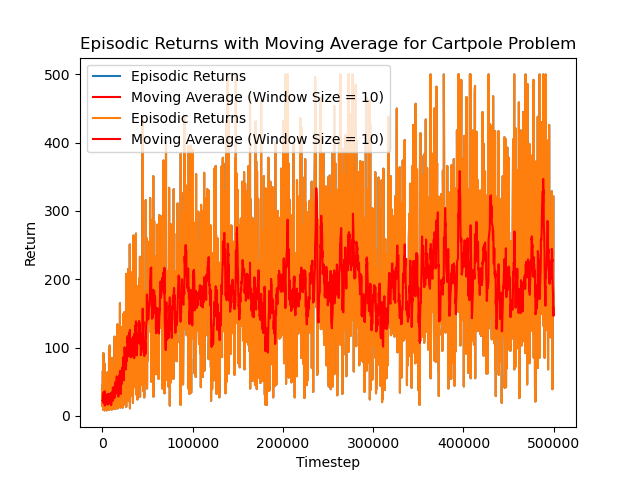 Episodic Returns with Moving Average for Cartpole Problem
Episodic Returns
Moving Average (Window Size = 10)
Episodic Returns
Moving Average (Window Size = 10)
500
400
300
200
100
0
Return
0 100000 200000 300000 400000 500000
Timestep